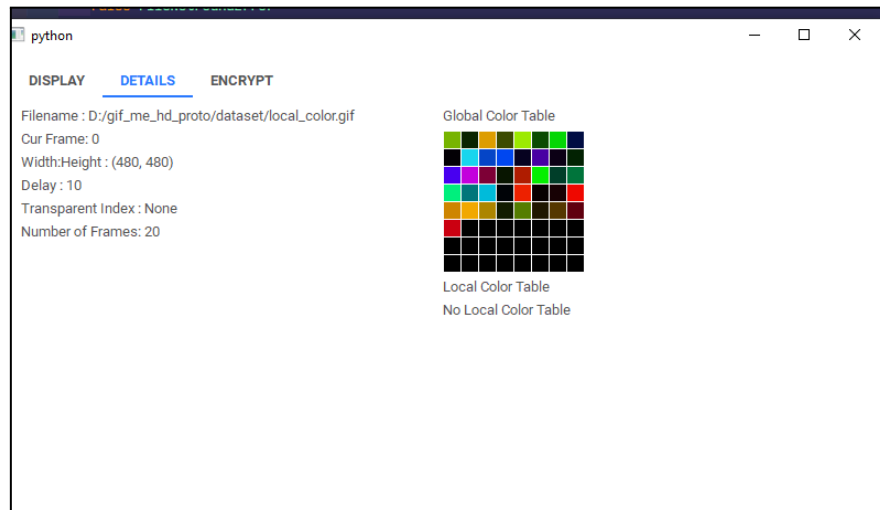 python
DISPLAY DETAILS ENCRYPT
Filename : D:/gif_me_hd_proto/dataset/local_color.gif
Cur Frame: 0
Width:Height : (480, 480)
Delay : 10
Transparent Index : None
Number of Frames: 20
Global Color Table
Local Color Table
No Local Color Table